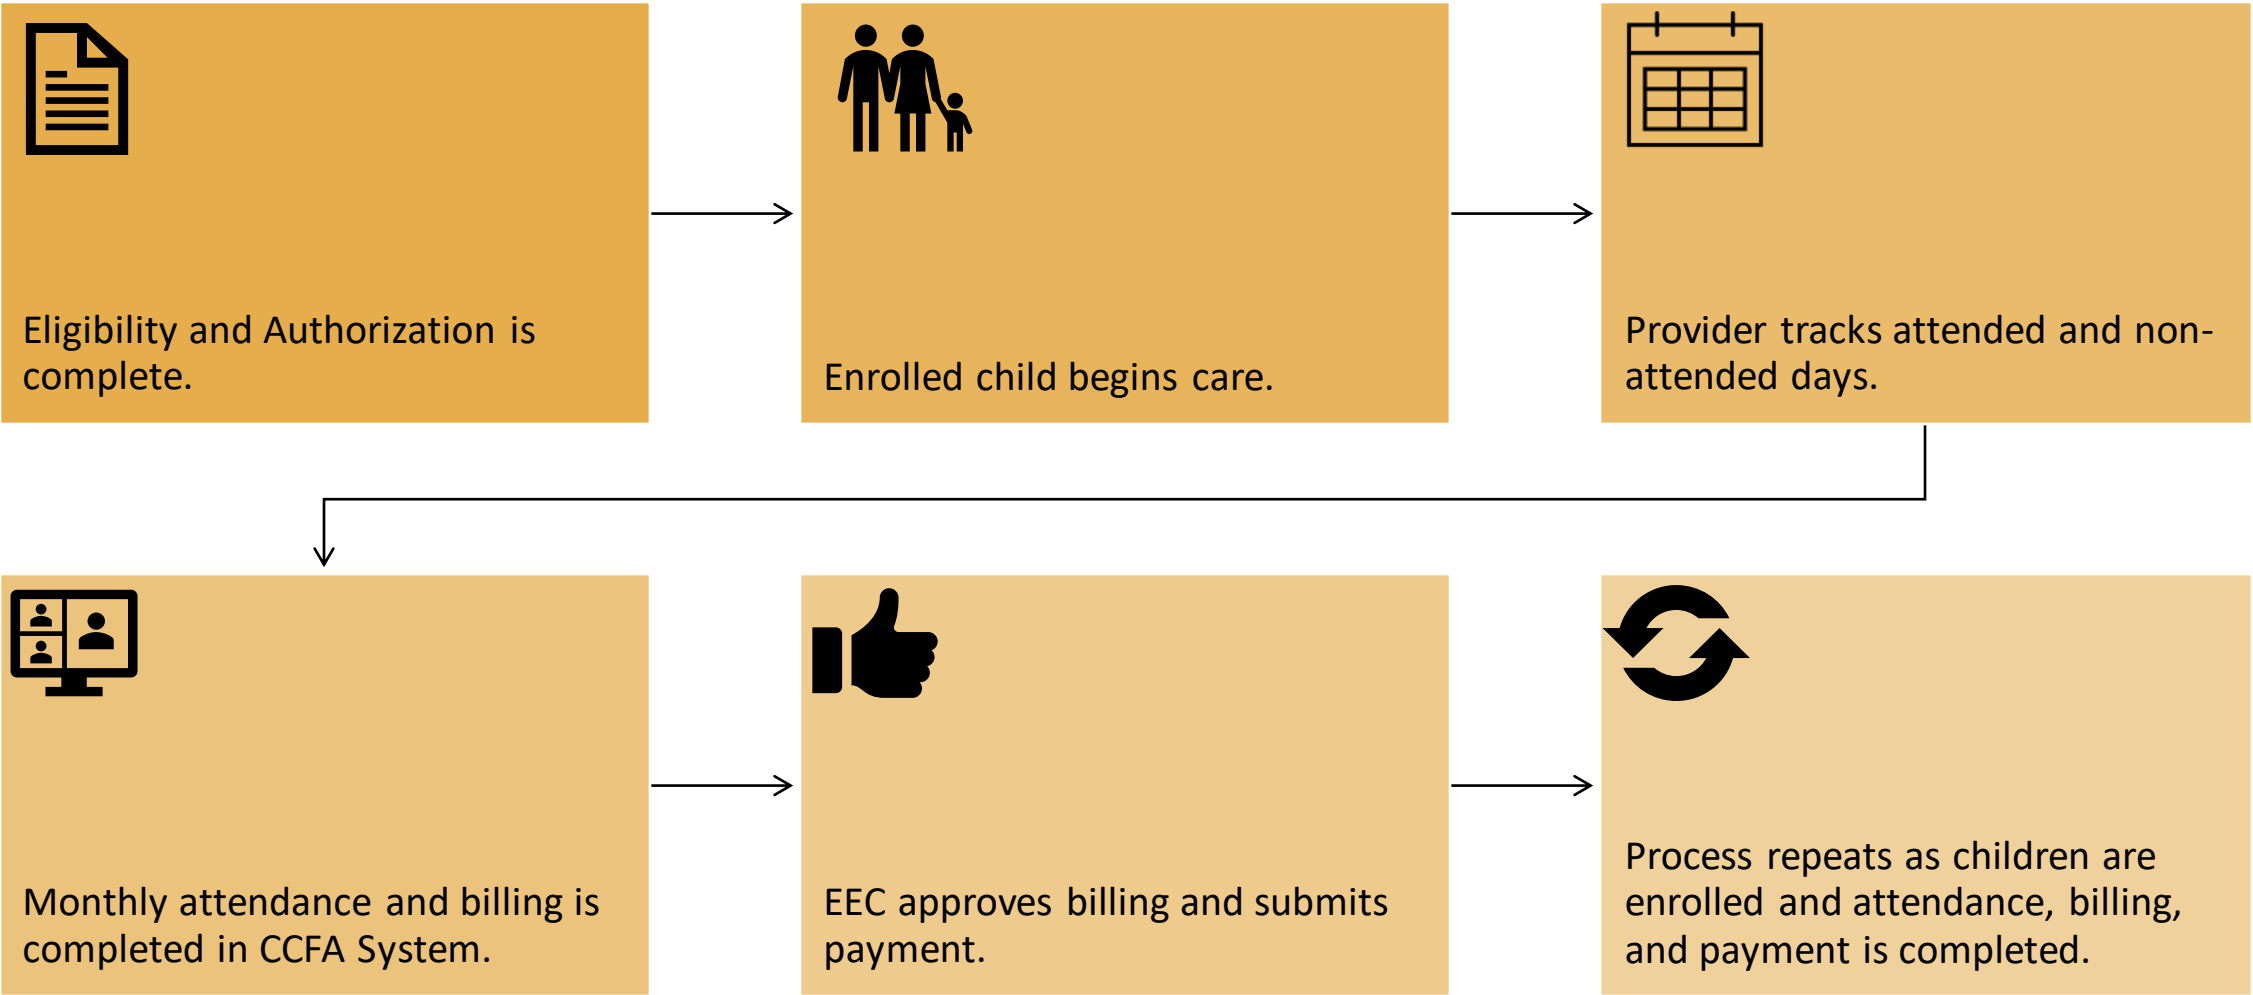 Eligibility and Authorization is
complete.
Enrolled child begins care.
Provider tracks attended and non-
attended days.
Monthly attendance and billing is
completed in CCFA System.
EEC approves billing and submits
payment.
Process repeats as children are
enrolled and attendance, billing,
and payment is completed.